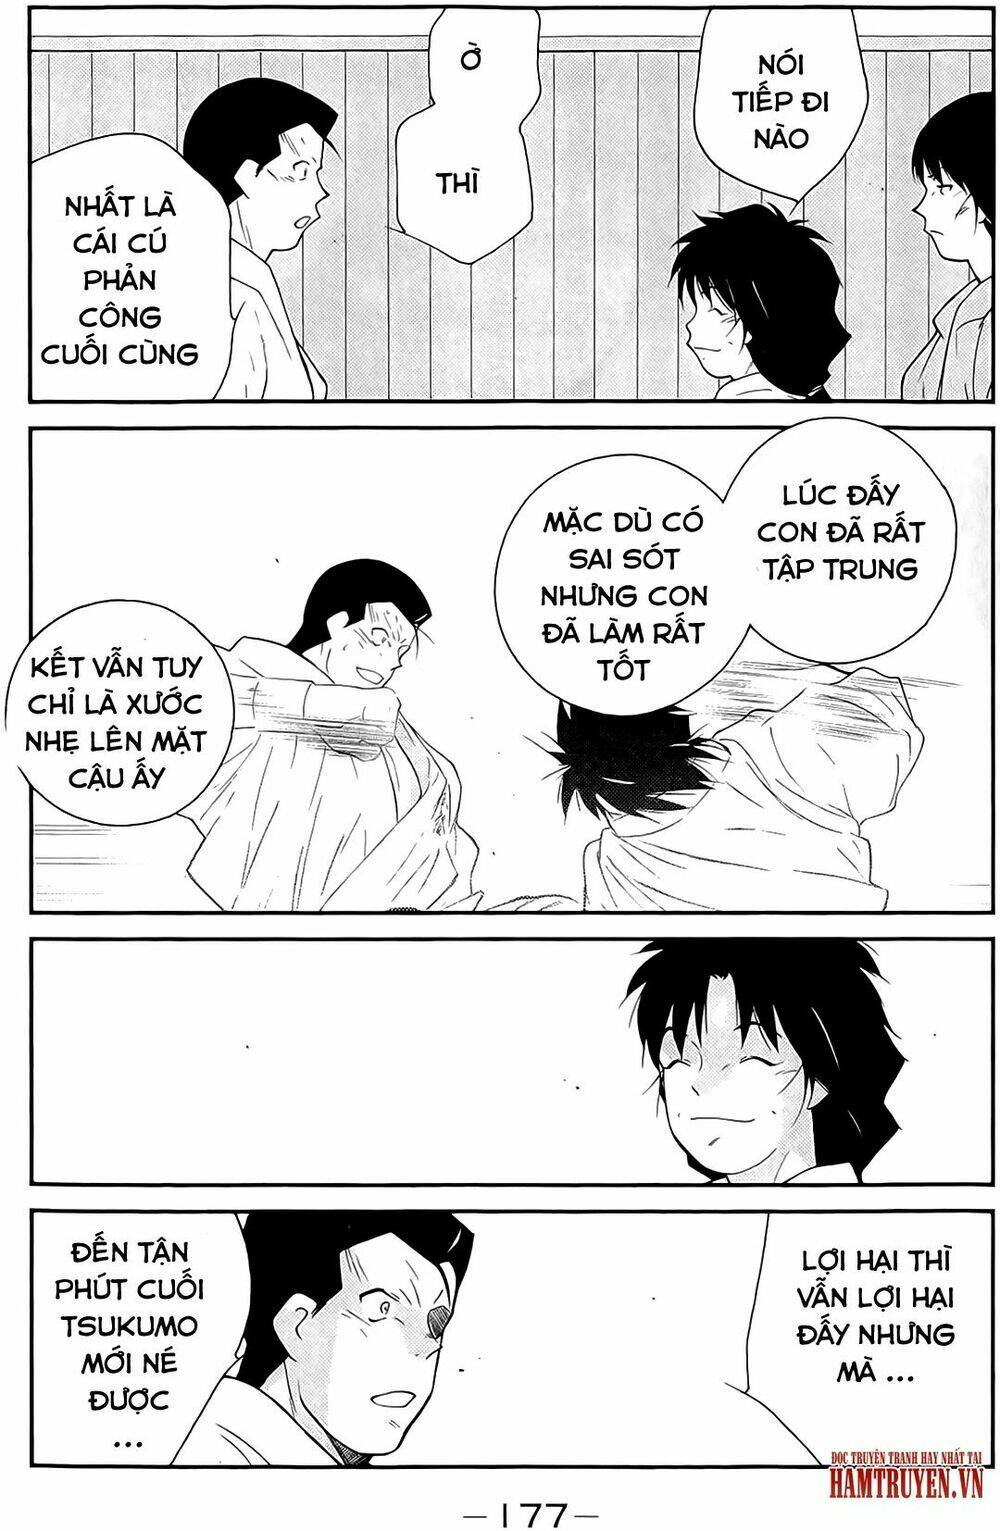 NÓI
TIẾP ĐI
NÀO
Ờ
THÌ
NHẤT LÀ
CÁI CÚ
PHẢN
CÔNG
CUỐI CÙNG
LÚC ĐẤY
CON ĐÃ RẤT
TẬP TRUNG
MẶC DÙ CÓ
SAI SÓT
NHƯNG CON
ĐÃ LÀM RẤT
TỐT
KẾT VẪN TUY
CHỈ LÀ XƯỚC
NHẸ LÊN MẶT
CẬU ẤY
LỢI HẠI THÌ
VẪN LỢI HẠI
ĐẤY NHƯNG
MÀ ...
ĐẾN TẬN
PHÚT CUỐI
TSUKUMO
MỚI NÉ
ĐƯỢC
...
ĐỌC TRUYỆN TRANH HAY NHẤT TẠI
HAMTRUYEN.VN
—177—